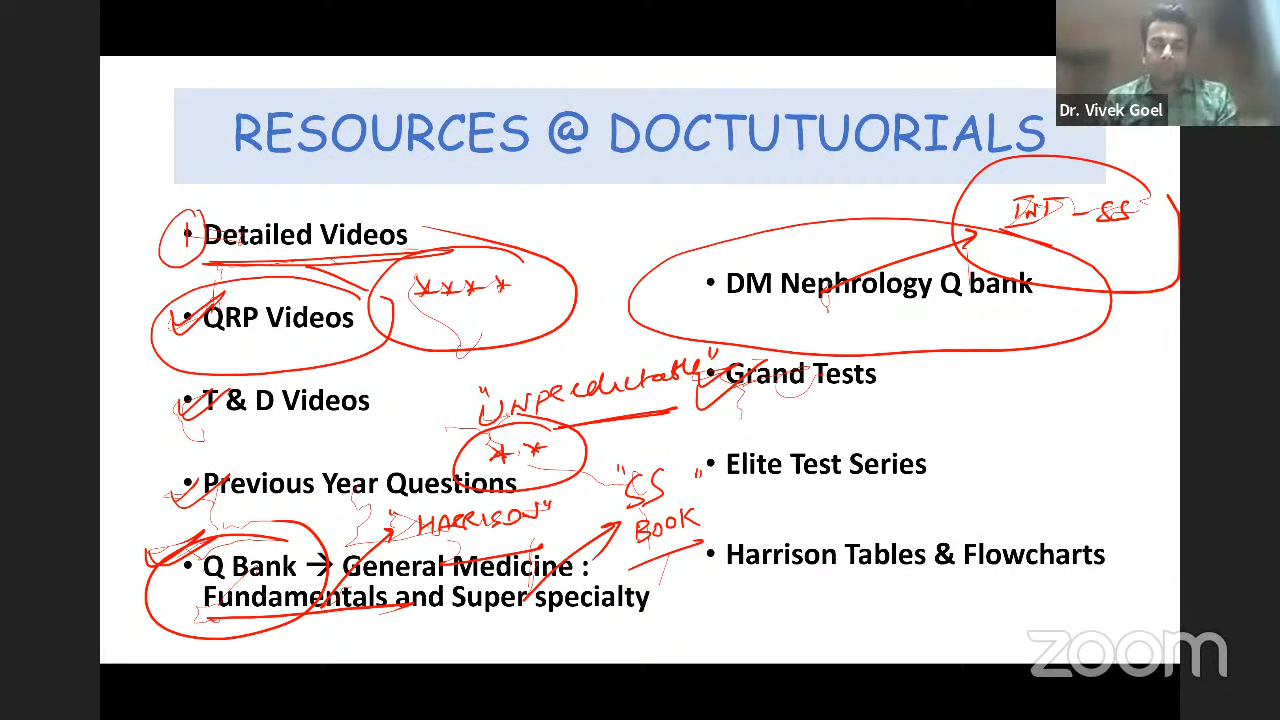 Dr. Vivek Goel
RESOURCES @ DOCTUTUORIALS
• Detailed Videos
****
• QRP Videos
• T & D Videos
"Unpredictable"
**
• Previous Year Questions
"HARRISON"
"SS"
BOOK
• Q Bank → General Medicine :
Fundamentals and Super specialty
INI - SS
• DM Nephrology Q bank
• Grand Tests
• Elite Test Series
• Harrison Tables & Flowcharts
zoom